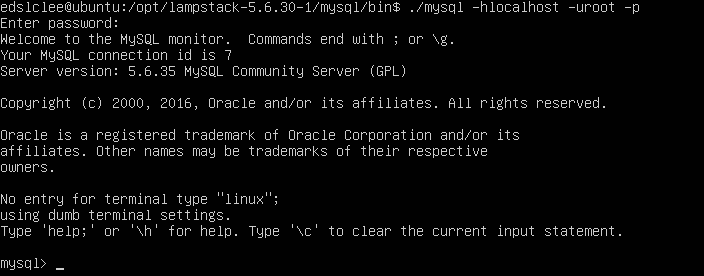 edslclee@ubuntu:/opt/lampstack-5.6.30-1/mysql/bin$ ./mysql -hlocalhost -uroot -p
Enter password:
Welcome to the MySQL monitor.  Commands end with ; or \g.
Your MySQL connection id is 7
Server version: 5.6.35 MySQL Community Server (GPL)

Copyright (c) 2000, 2016, Oracle and/or its affiliates. All rights reserved.

Oracle is a registered trademark of Oracle Corporation and/or its
affiliates. Other names may be trademarks of their respective
owners.

No entry for terminal type "linux";
using dumb terminal settings.
Type 'help;' or '\h' for help. Type '\c' to clear the current input statement.

mysql> _